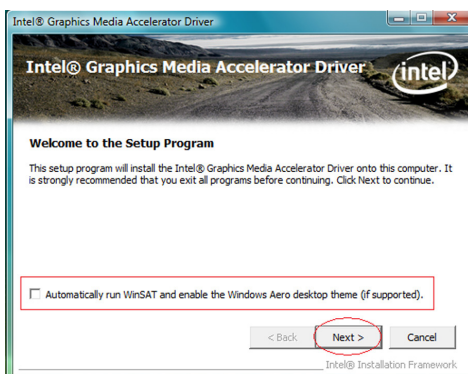 Intel® Graphics Media Accelerator Driver
Intel® Graphics Media Accelerator Driver
intel
Welcome to the Setup Program
This setup program will install the Intel® Graphics Media Accelerator Driver onto this computer. It
is strongly recommended that you exit all programs before continuing. Click Next to continue.
Automatically run WinSAT and enable the Windows Aero desktop theme (if supported).
< Back Next > Cancel
Intel® Installation Framework